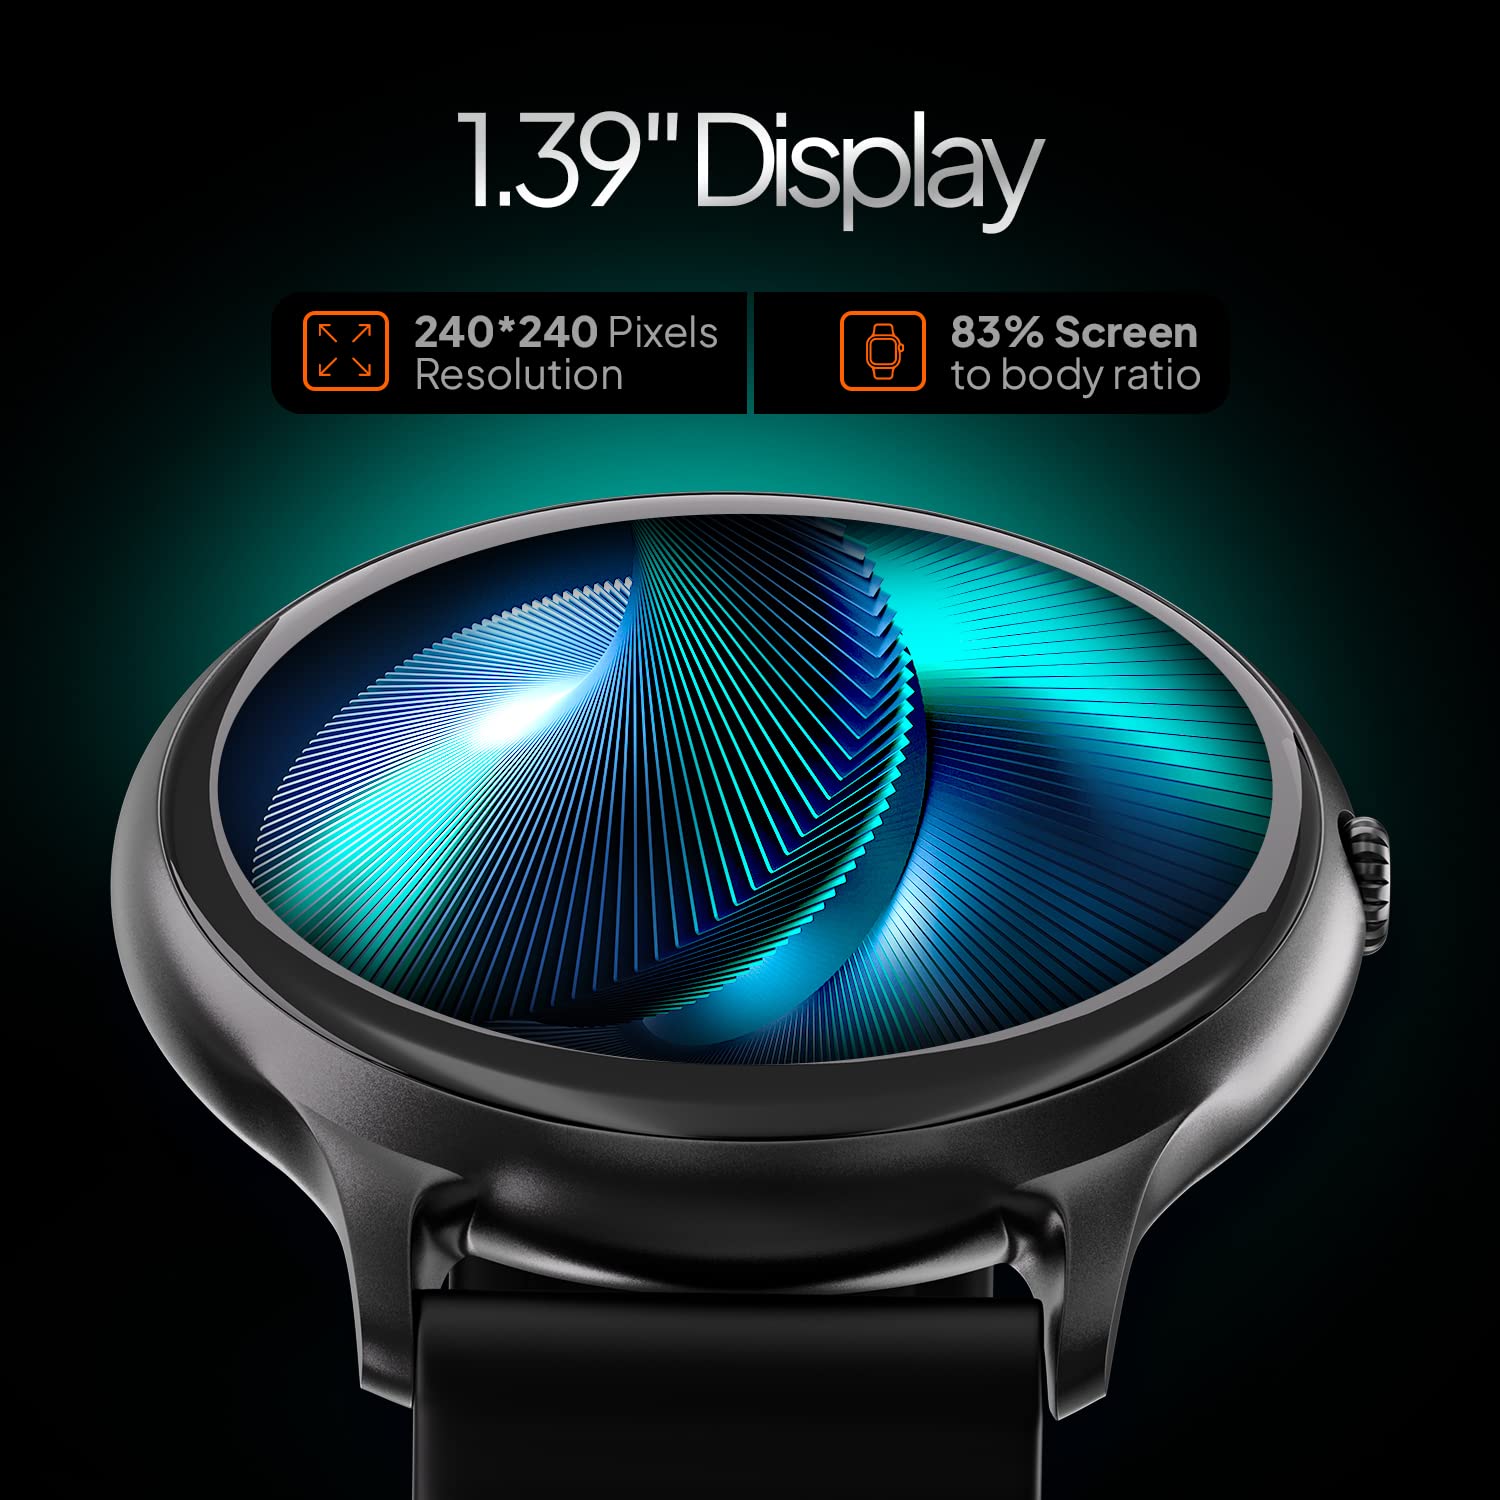 1.39" Display
240*240 Pixels
Resolution
83% Screen
to body ratio